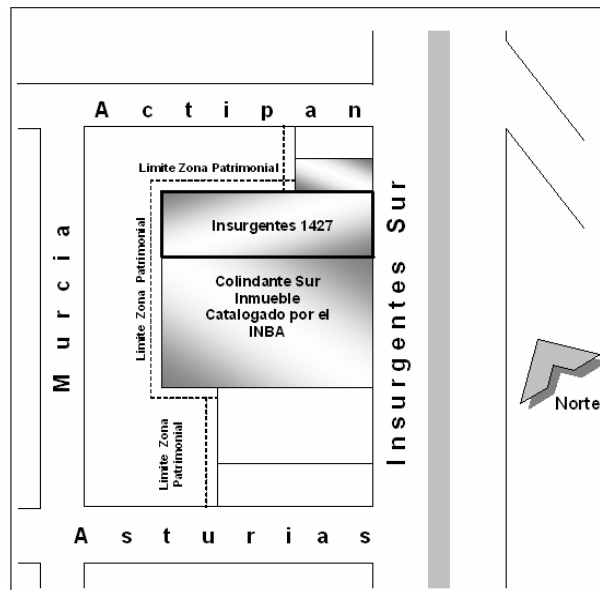 Actipan
Limite Zona Patrimonial
Insurgentes 1427
Colindante Sur
Inmueble
Catalogado por el
INBA
Limite Zona Patrimonial
Murcia
Insurgentes Sur
Norte
Limite Zona
Patrimonial
Asturias